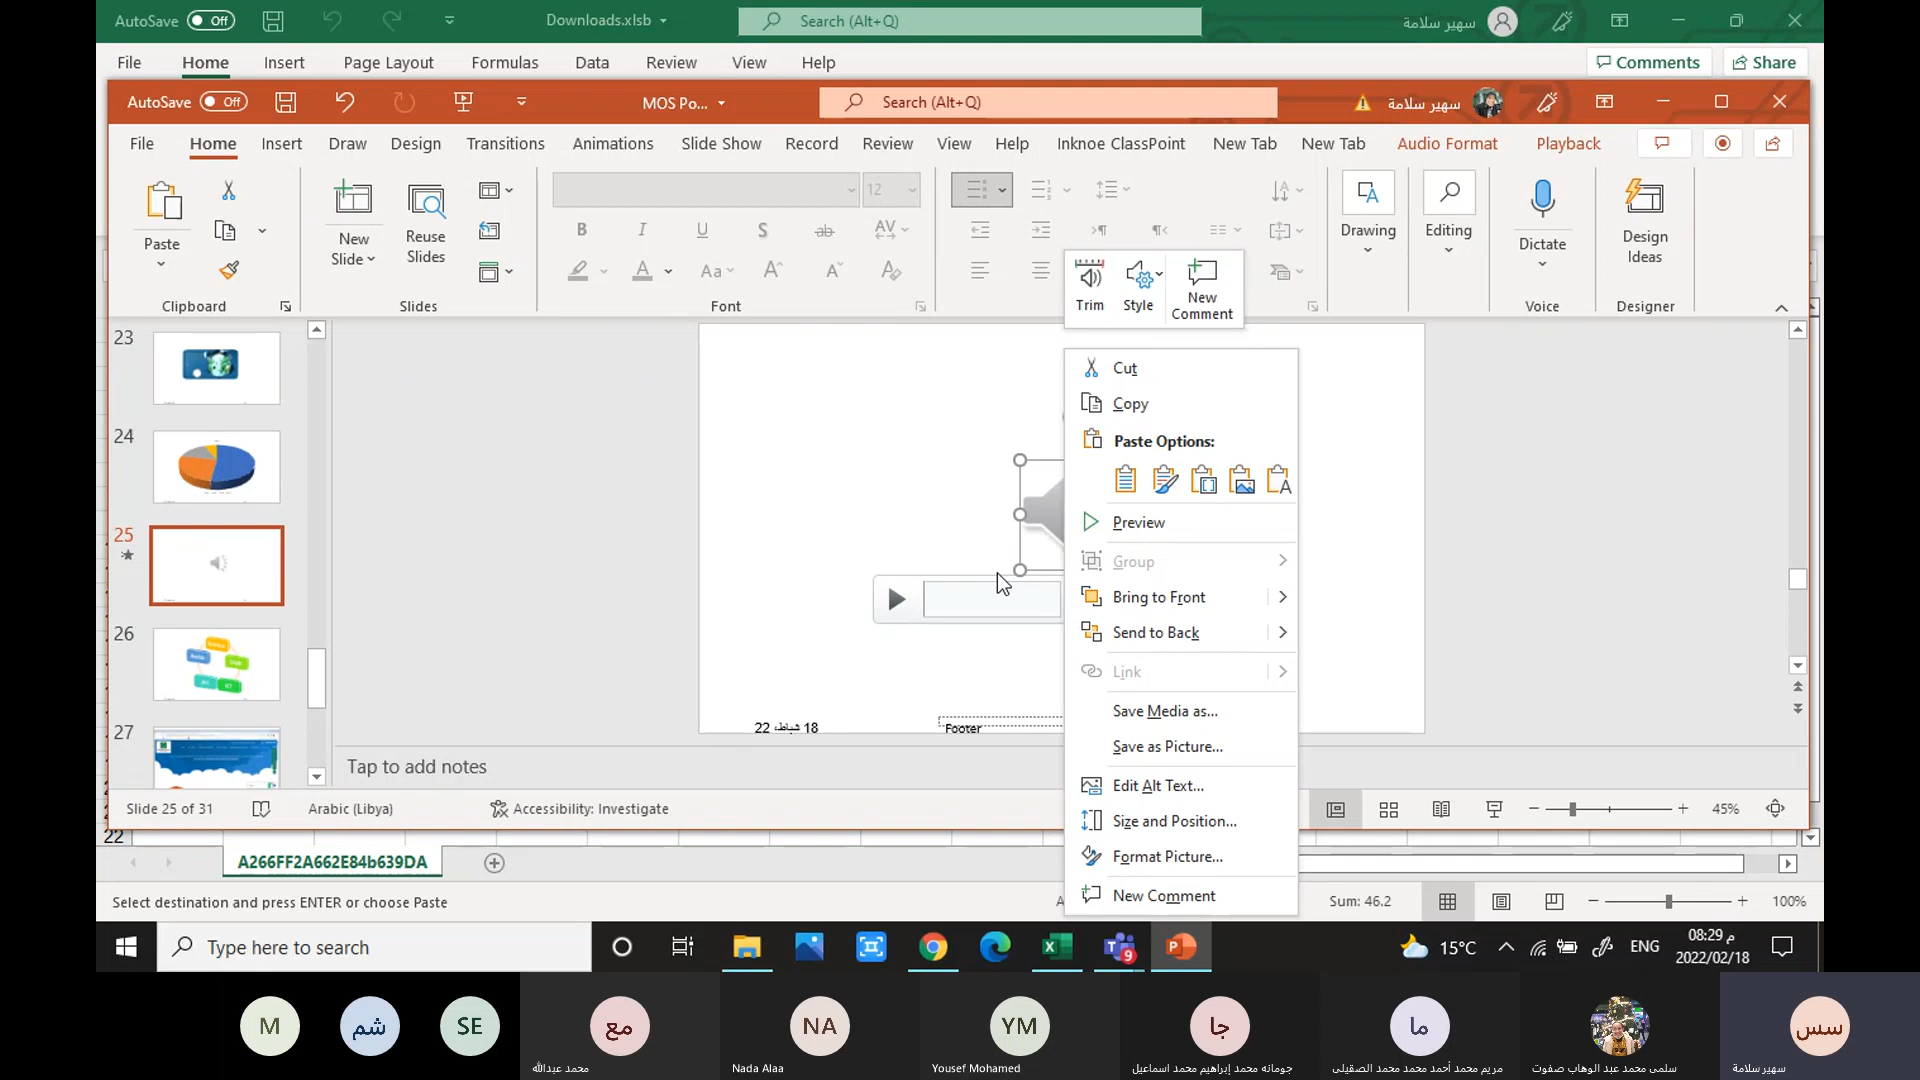 AutoSave Off Downloads.xlsb Search (Alt+Q) سهير سلامة
File Home Insert Page Layout Formulas Data Review View Help Comments Share
AutoSave Off MOS Po... Search (Alt+Q) سهير سلامة
File Home Insert Draw Design Transitions Animations Slide Show Record Review View Help Inknoe ClassPoint New Tab New Tab Audio Format Playback
Paste New Slide Reuse Slides 12 Drawing Editing Dictate Design Ideas
Clipboard Slides Font Voice Designer
Trim Style New Comment
23
24
25
26
27
Cut
Copy
Paste Options:
Preview
Group
Bring to Front
Send to Back
Link
Save Media as...
Save as Picture...
Edit Alt Text...
Size and Position...
Format Picture...
New Comment
18 شباط، 22
Footer
Tap to add notes
Slide 25 of 31 Arabic (Libya) Accessibility: Investigate 45%
22
A266FF2A662E84b639DA
Select destination and press ENTER or choose Paste Sum: 46.2 100%
Type here to search 9 15°C ENG 08:29 م
2022/02/18
M شم SE مع NA YM جا ما سس
محمد عبدالله Nada Alaa Yousef Mohamed جومانه محمد إبراهيم محمد اسماعيل مريم محمد أحمد محمد محمد الصقيلى سلمى محمد عبد الوهاب صفوت سهير سلامة